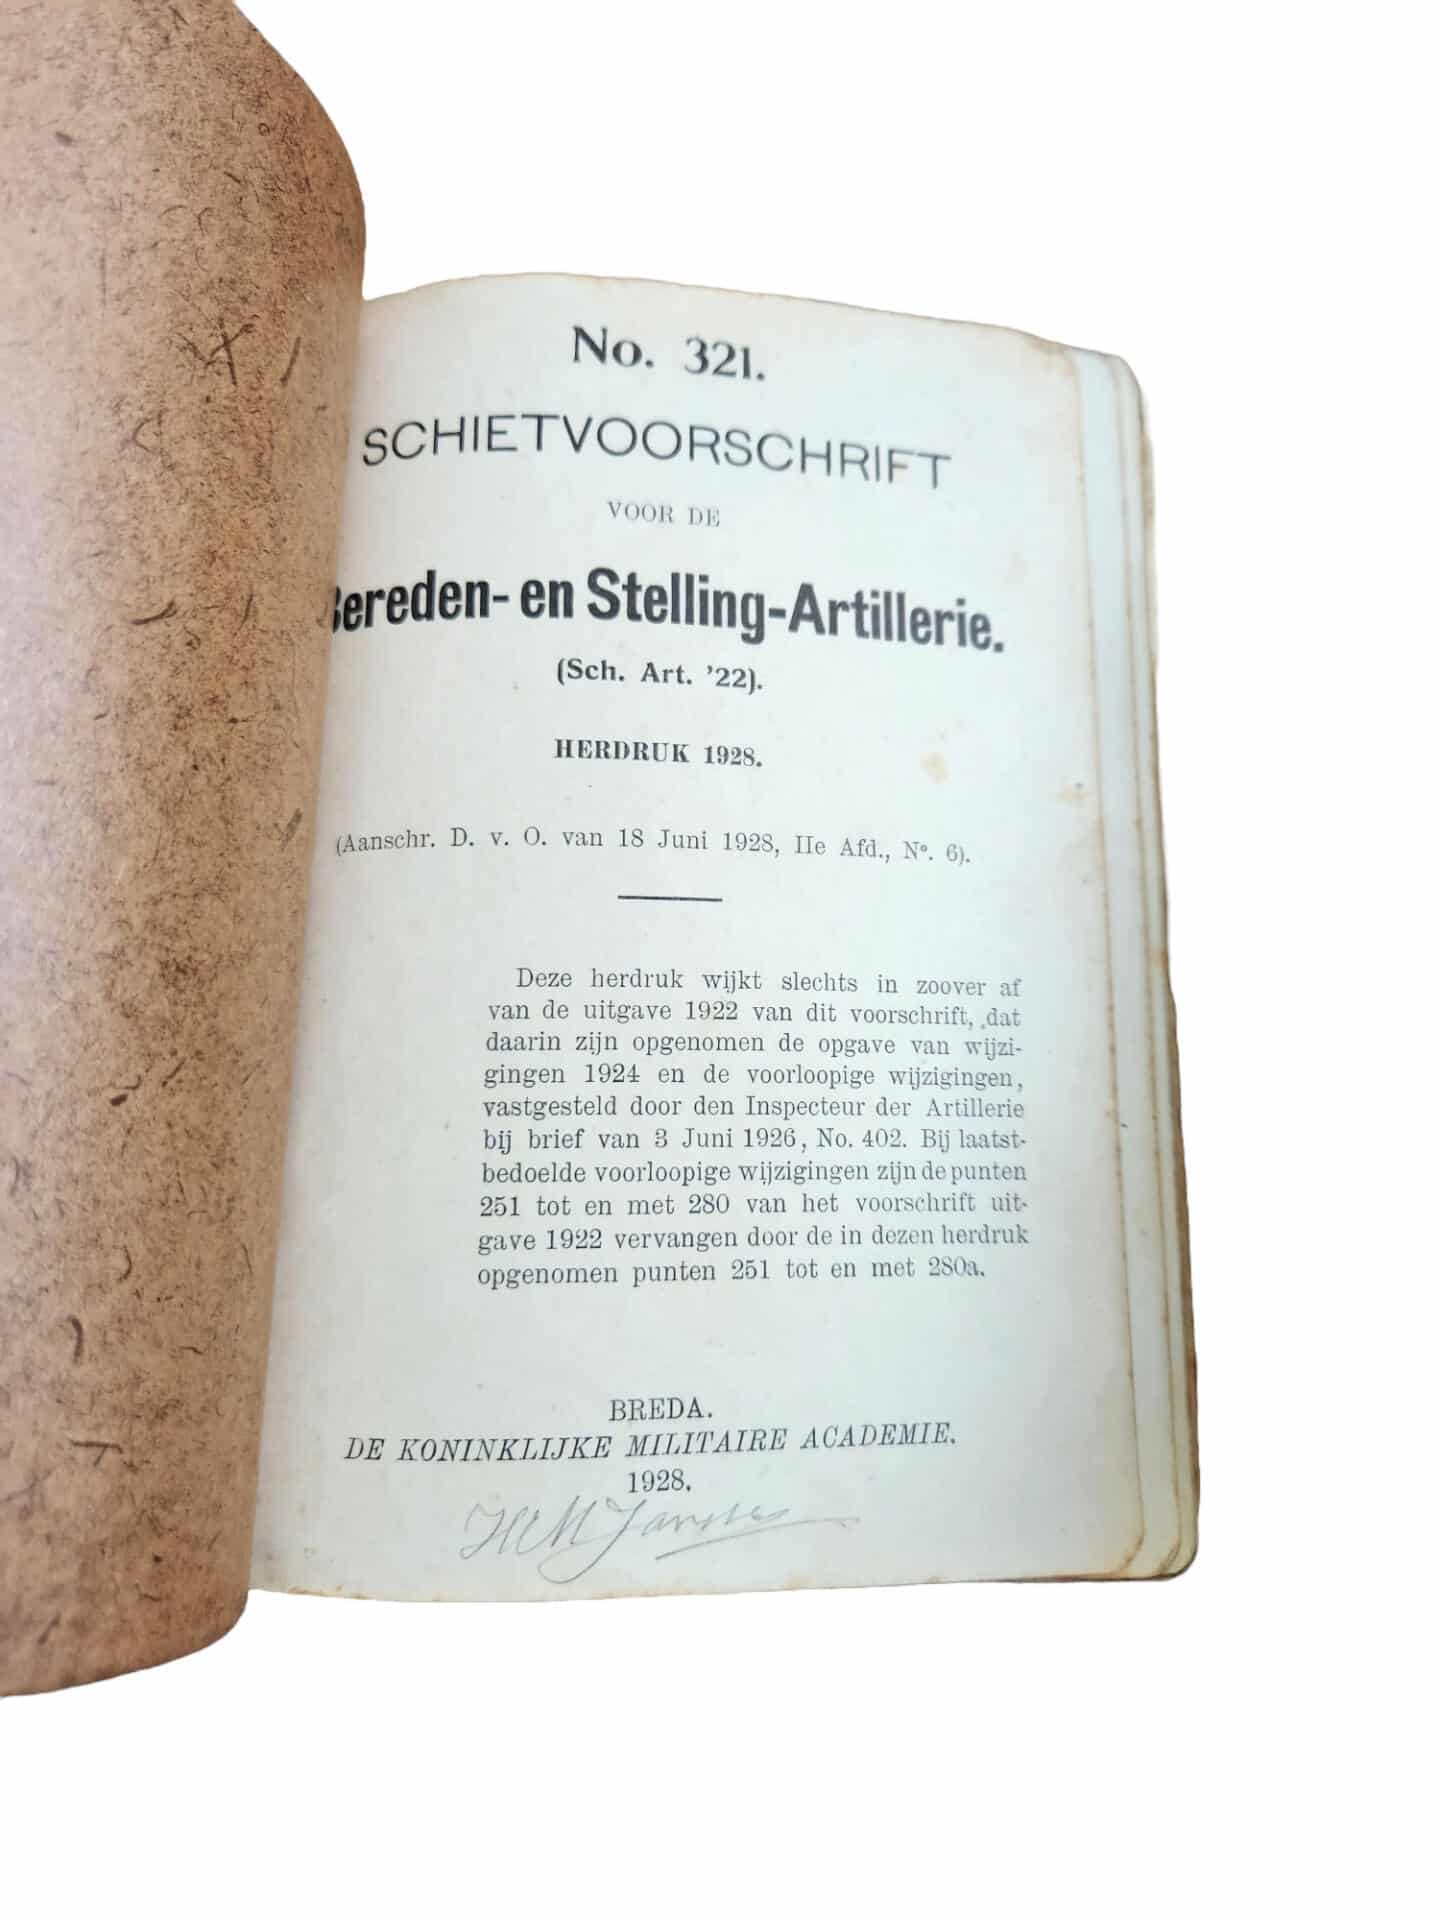 No. 321.
SCHIETVOORSCHRIFT
VOOR DE
Bereden- en Stelling-Artillerie.
(Sch. Art. '22).
HERDRUK 1928.
(Aanschr. D. v. O. van 18 Juni 1928, IIe Afd., N°. 6).
Deze herdruk wijkt slechts in zoover af
van de uitgave 1922 van dit voorschrift, dat
daarin zijn opgenomen de opgave van wijzi-
gingen 1924 en de voorloopige wijzigingen,
vastgesteld door den Inspecteur der Artillerie
bij brief van 3 Juni 1926, No. 402. Bij laatst-
bedoelde voorloopige wijzigingen zijn de punten
251 tot en met 280 van het voorschrift uit-
gave 1922 vervangen door de in dezen herdruk
opgenomen punten 251 tot en met 280a.
BREDA.
DE KONINKLIJKE MILITAIRE ACADEMIE.
1928.